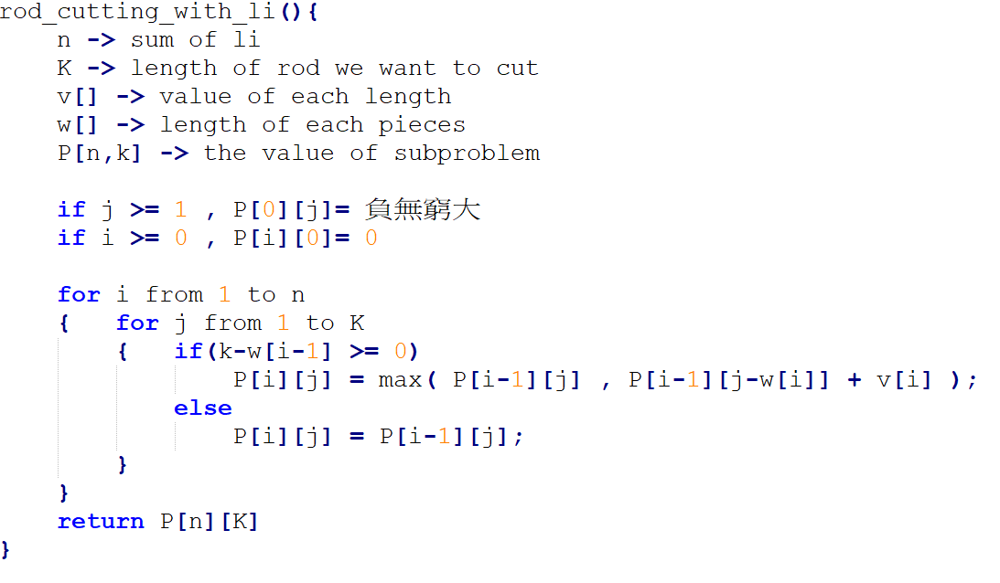 rod_cutting_with_li(){
n -> sum of li
K -> length of rod we want to cut
v[] -> value of each length
w[] -> length of each pieces
P[n,k] -> the value of subproblem
if j >= 1 , P[0][j]= 負無窮大
if i >= 0 , P[i][0]= 0
for i from 1 to n
{ for j from 1 to K
{ if(k-w[i-1] >= 0)
P[i][j] = max( P[i-1][j] , P[i-1][j-w[i]] + v[i] );
else
P[i][j] = P[i-1][j];
}
}
return P[n][K]
}